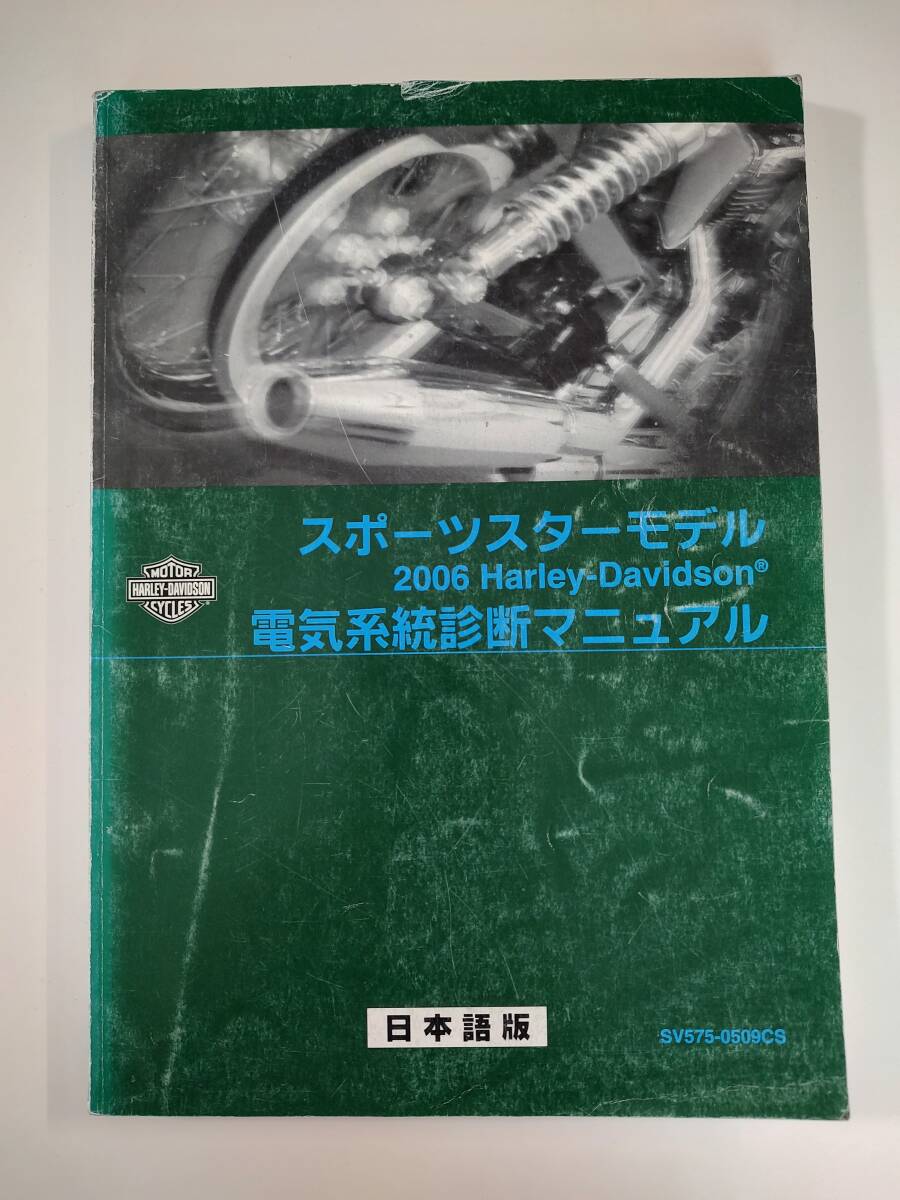 スポーツスターモデル
2006 Harley-Davidson®
電気系統診断マニュアル
MOTOR
HARLEY-DAVIDSON
CYCLES
日本語版
SV575-0509CS